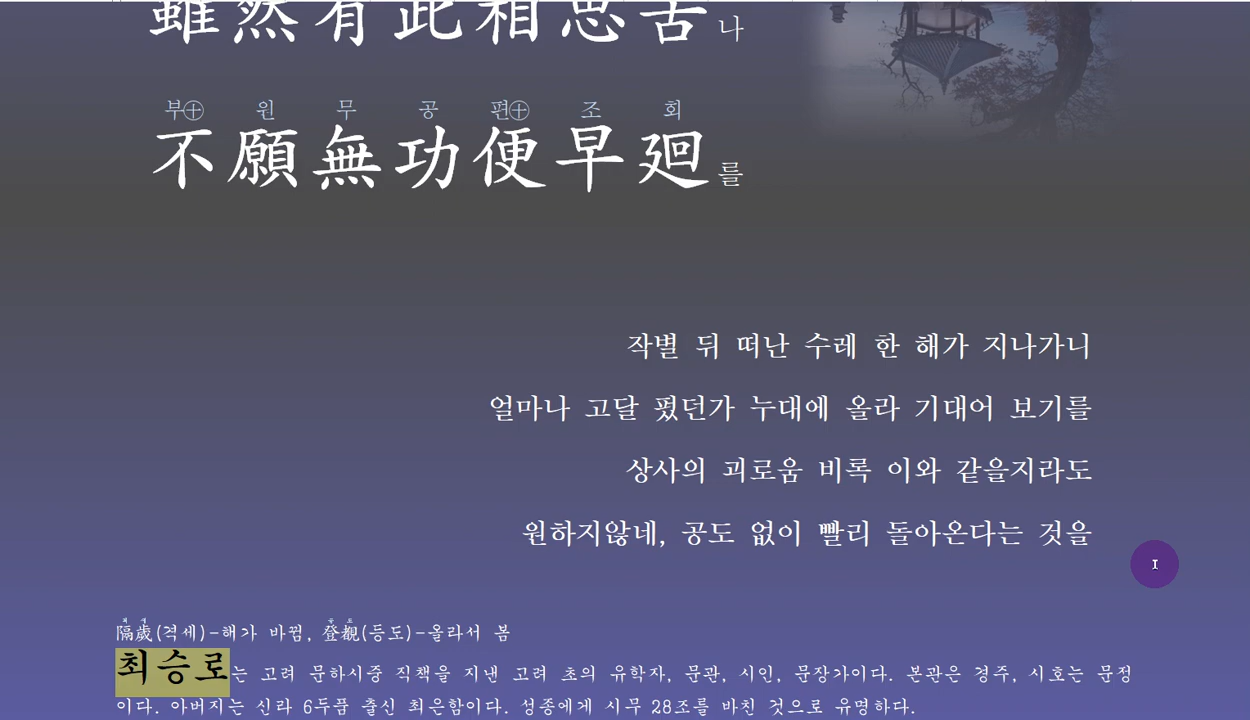 雖然有此相思苦나
부㊉ 원 무 공 편㊉ 조 회
不願無功便早廻를
작별 뒤 떠난 수레 한 해가 지나가니
얼마나 고달 펐던가 누대에 올라 기대어 보기를
상사의 괴로움 비록 이와 같을지라도
원하지않네, 공도 없이 빨리 돌아온다는 것을
隔歲(격세)-해가 바뀜, 登覩(등도)-올라서 봄
최승로는 고려 문하시중 직책을 지낸 고려 초의 유학자, 문관, 시인, 문장가이다. 본관은 경주, 시호는 문정
이다. 아버지는 신라 6두품 출신 최은함이다. 성종에게 시무 28조를 바친 것으로 유명하다.